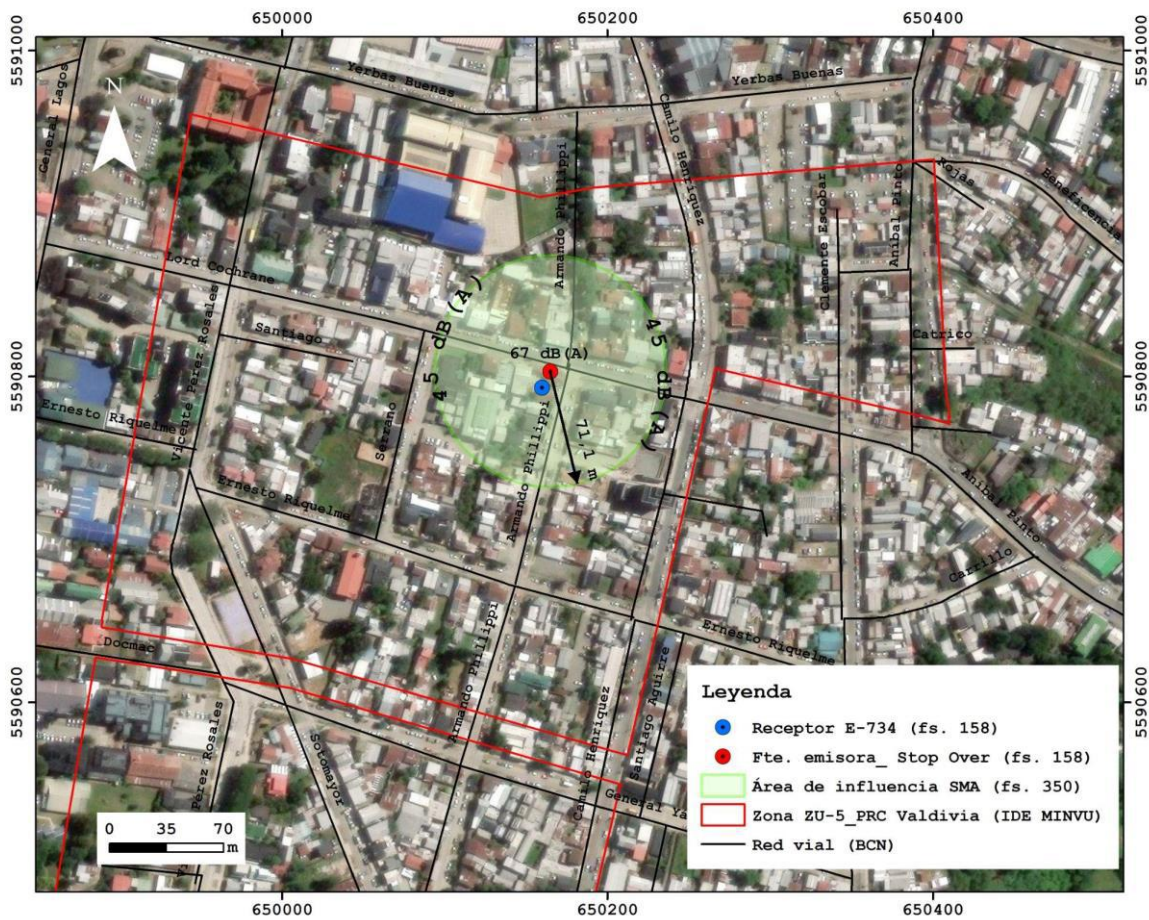 650000
650200
650400
5591000
5591000
N
General Lagos
Yerbas Buenas
Yerbas Buenas
Camilo Henriquez
Armando Phillippi
Rojas
Beneficencia
Anibal Pinto
Clemente Escobar
Lord Cochrane
Santiago
Catrico
45 dB(A)
67 dB(A)
45 dB(A)
71,1 m
5590800
5590800
Vicente Perez Rosales
Ernesto Riquelme
Serrano
Armando Phillippi
Ernesto Riquelme
Anibal Pinto
Carrillo
Ernesto Riquelme
Docmac
Armando Phillippi
Camilo Henriquez
Santiago Aguirre
Perez Rosales
Sotomayor
General Ya
5590600
5590600
0 35 70
m
Leyenda
Receptor E-734 (fs. 158)
Fte. emisora_ Stop Over (fs. 158)
Área de influencia SMA (fs. 350)
Zona ZU-5_PRC Valdivia (IDE MINVU)
Red vial (BCN)
650000
650200
650400